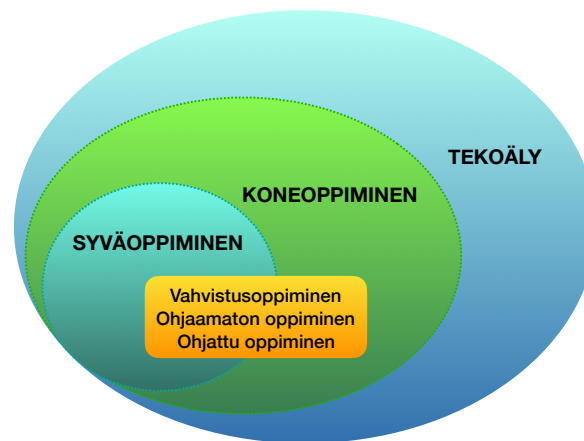 TEKOÄLY
KONEOPPIMINEN
SYVÄOPPIMINEN
Vahvistusoppiminen
Ohjaamaton oppiminen
Ohjattu oppiminen